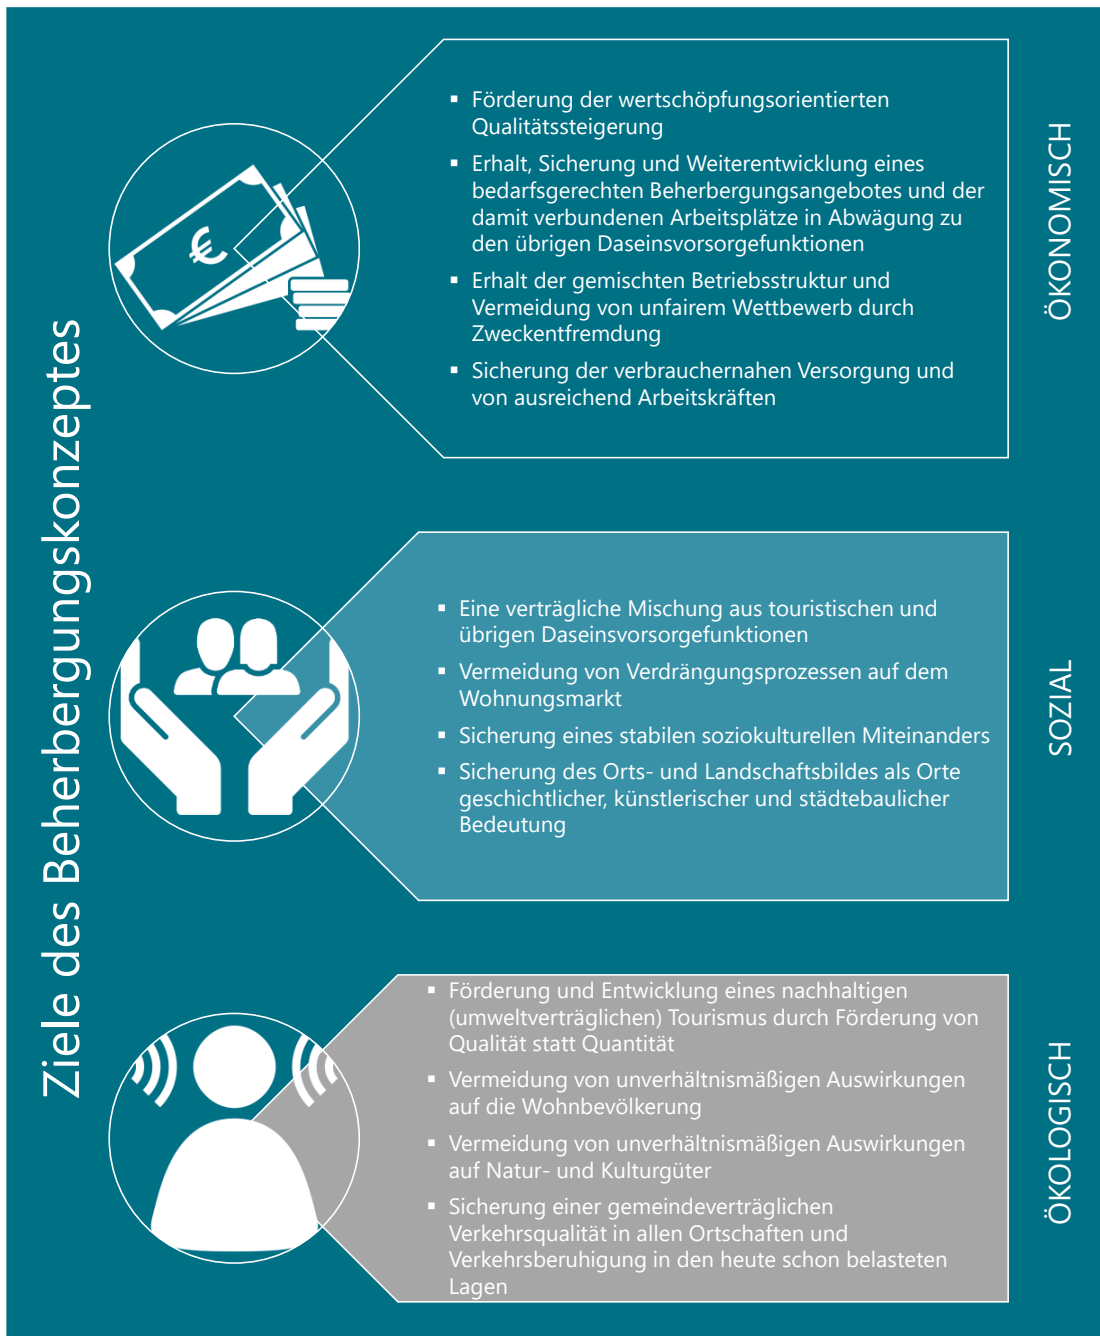 Ziele des Beherbergungskonzeptes
▪ Förderung der wertschöpfungsorientierten
Qualitätssteigerung
▪ Erhalt, Sicherung und Weiterentwicklung eines
bedarfsgerechten Beherbergungsangebotes und der
damit verbundenen Arbeitsplätze in Abwägung zu
den übrigen Daseinsvorsorgefunktionen
▪ Erhalt der gemischten Betriebsstruktur und
Vermeidung von unfairem Wettbewerb durch
Zweckentfremdung
▪ Sicherung der verbrauchernahen Versorgung und
von ausreichend Arbeitskräften
ÖKONOMISCH
€
▪ Eine verträgliche Mischung aus touristischen und
übrigen Daseinsvorsorgefunktionen
▪ Vermeidung von Verdrängungsprozessen auf dem
Wohnungsmarkt
▪ Sicherung eines stabilen soziokulturellen Miteinanders
▪ Sicherung des Orts- und Landschaftsbildes als Orte
geschichtlicher, künstlerischer und städtebaulicher
Bedeutung
SOZIAL
▪ Förderung und Entwicklung eines nachhaltigen
(umweltverträglichen) Tourismus durch Förderung von
Qualität statt Quantität
▪ Vermeidung von unverhältnismäßigen Auswirkungen
auf die Wohnbevölkerung
▪ Vermeidung von unverhältnismäßigen Auswirkungen
auf Natur- und Kulturgüter
▪ Sicherung einer gemeindeverträglichen
Verkehrsqualität in allen Ortschaften und
Verkehrsberuhigung in den heute schon belasteten
Lagen
ÖKOLOGISCH